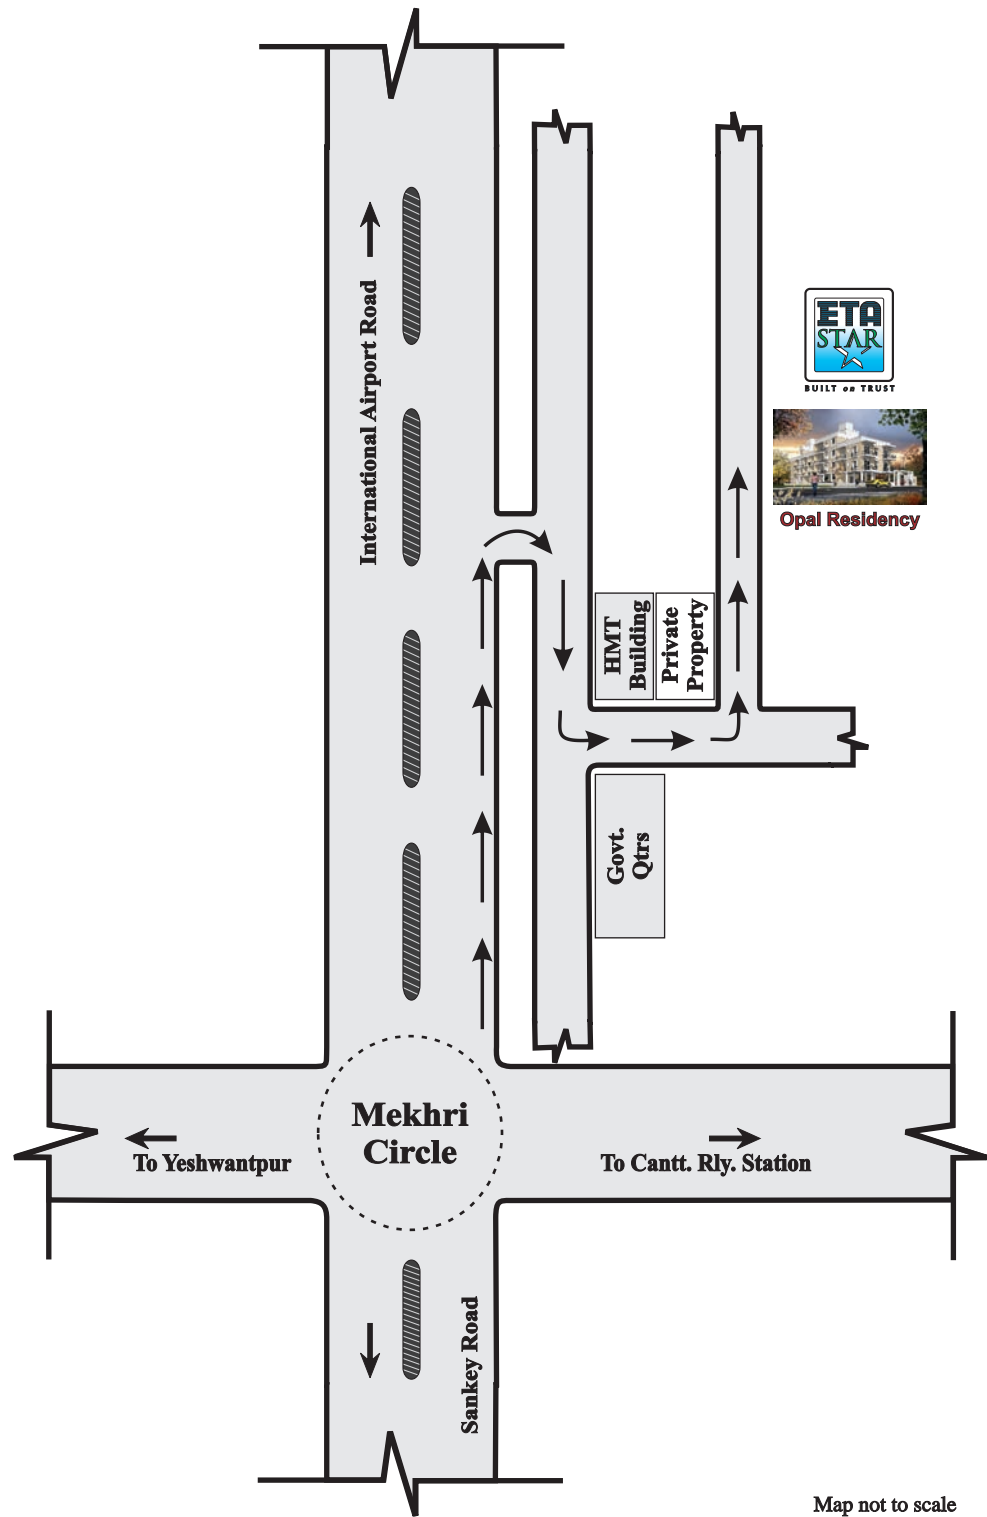 ETA
STAR
BUILT on TRUST
Opal Residency
International Airport Road
HMT
Building
Private
Property
Govt.
Qtrs
Mekhri
Circle
To Yeshwantpur
To Cantt. Rly. Station
Sankey Road
Map not to scale